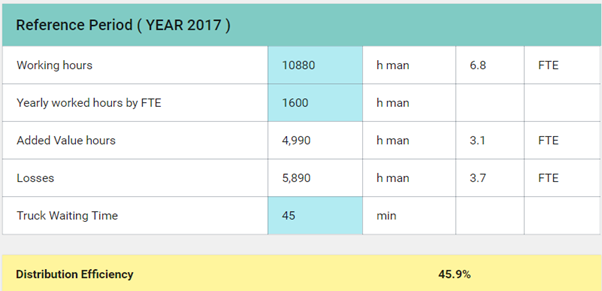 Reference Period ( YEAR 2017 )
Working hours 10880 h man 6.8 FTE
Yearly worked hours by FTE 1600 h man
Added Value hours 4,990 h man 3.1 FTE
Losses 5,890 h man 3.7 FTE
Truck Waiting Time 45 min
Distribution Efficiency 45.9%